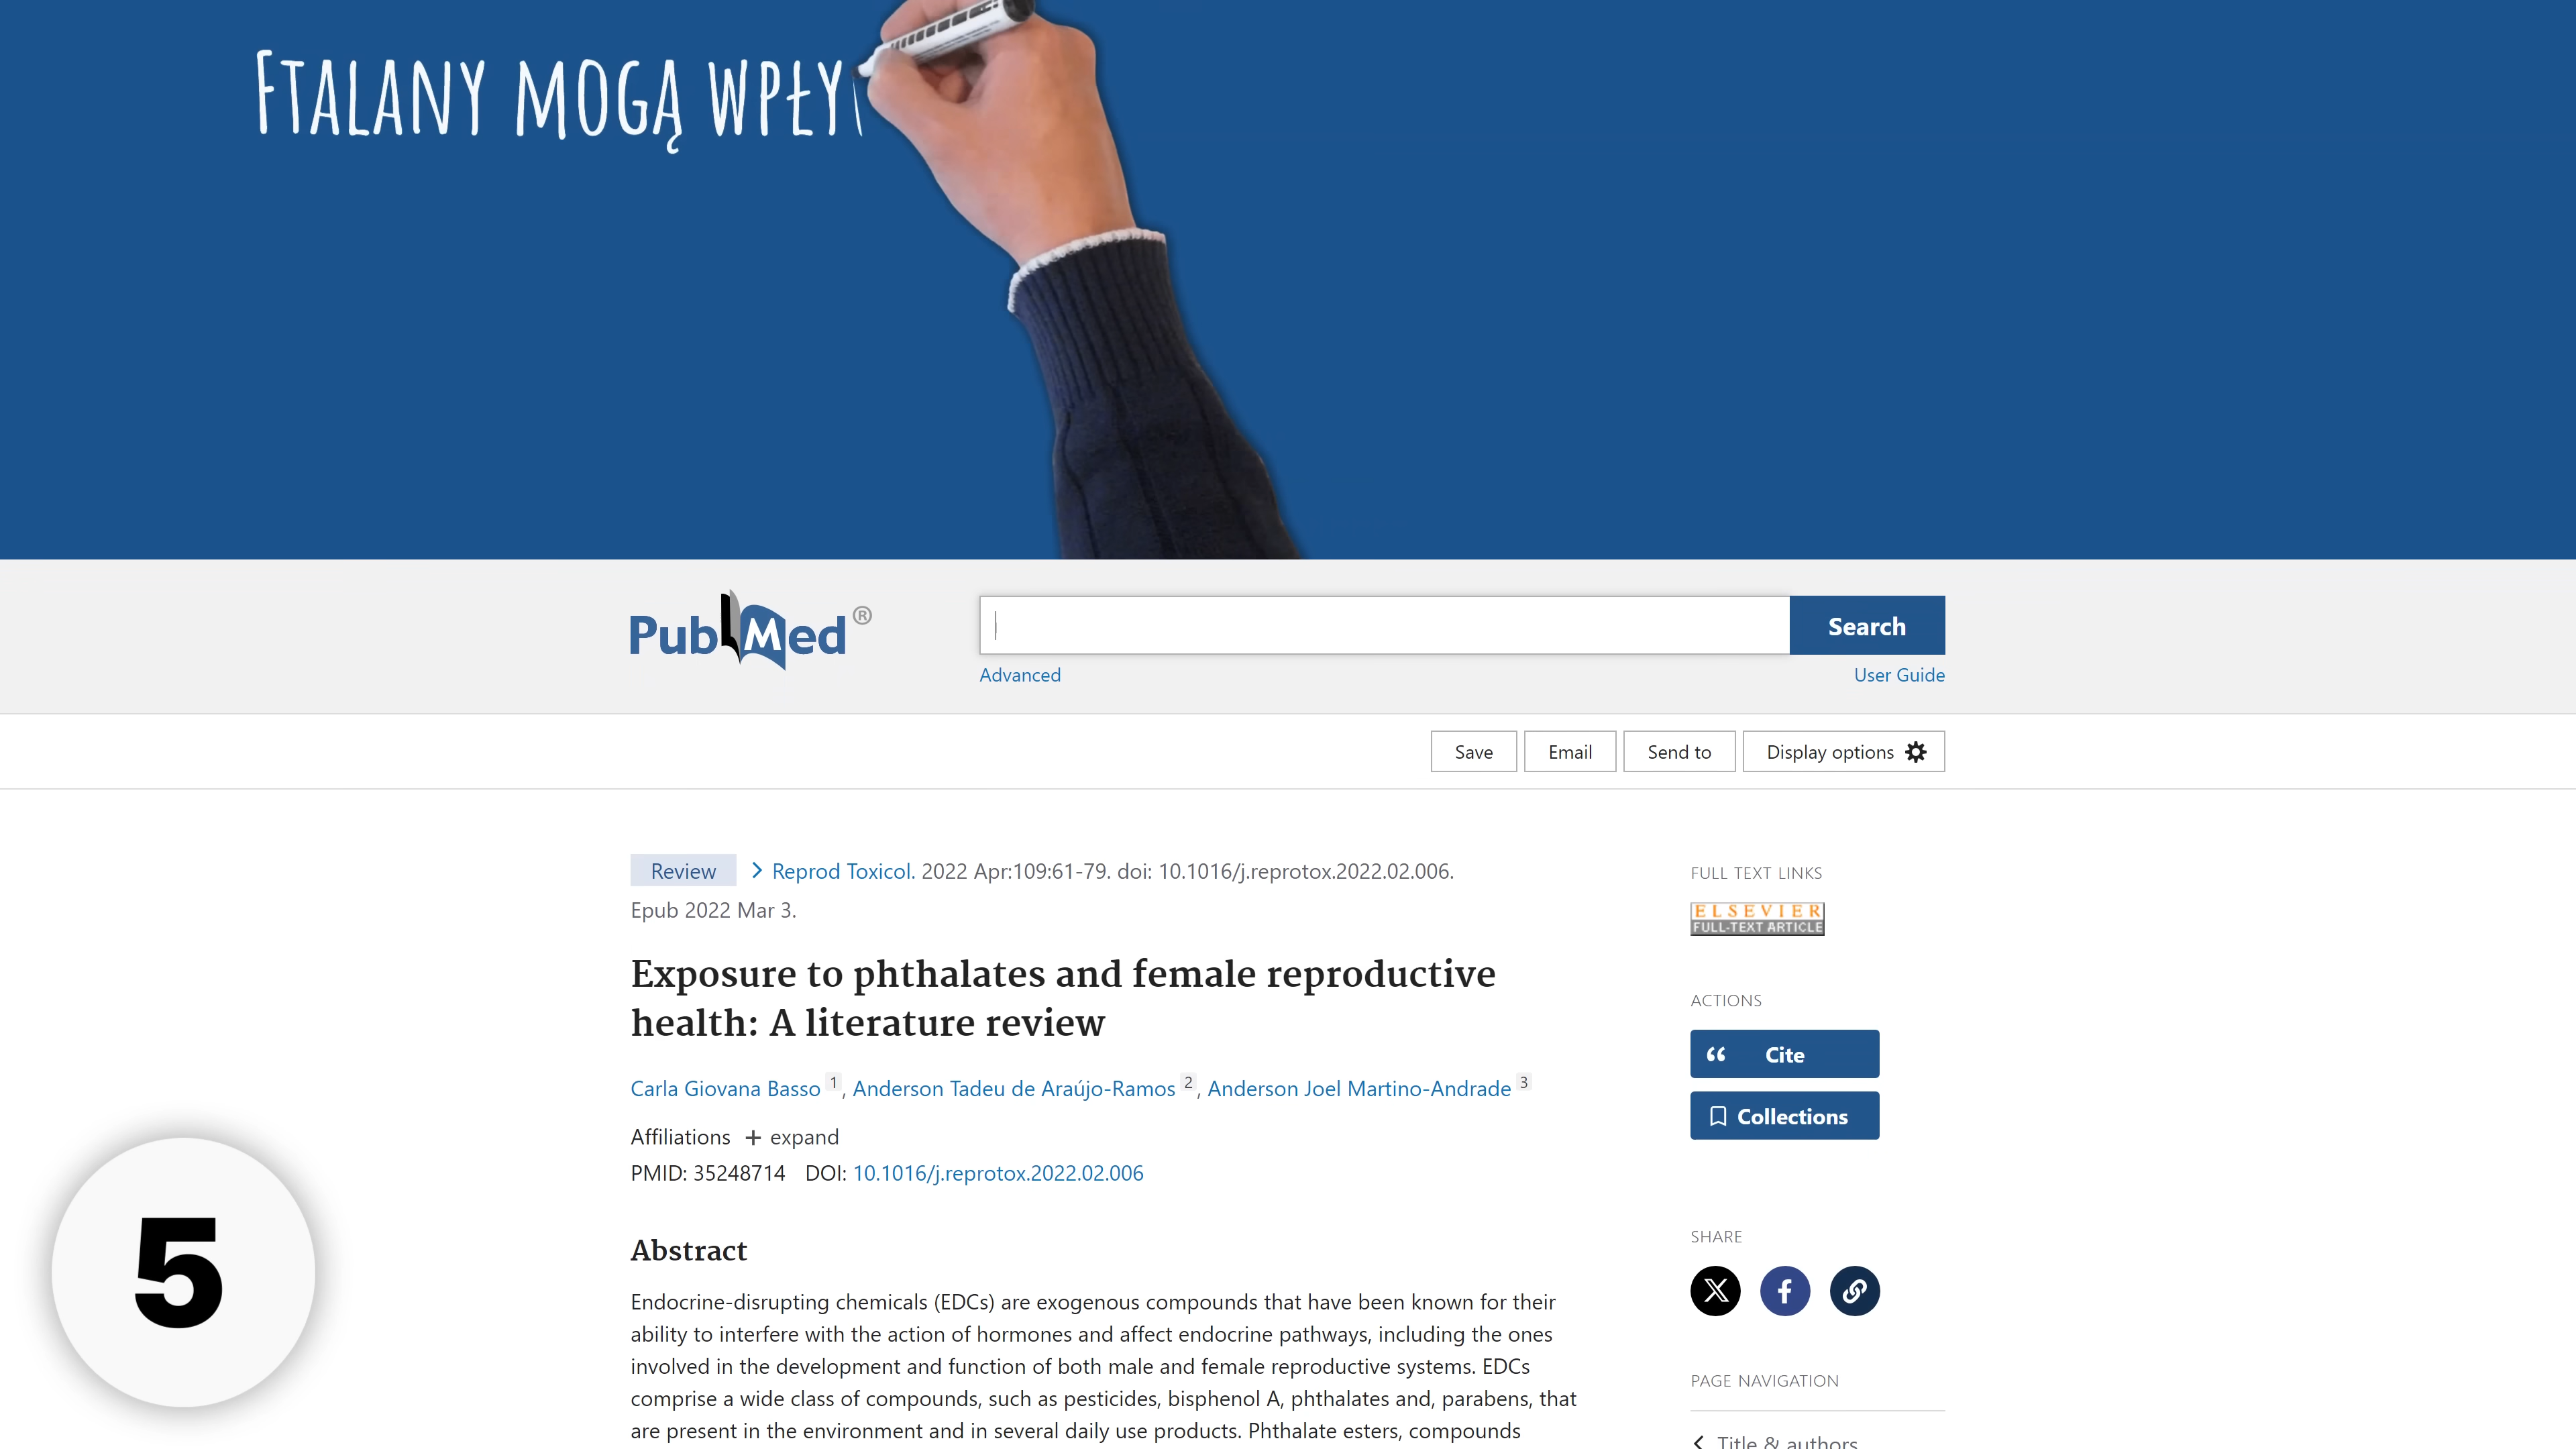 FTALANY MOGĄ WPŁY
PubMed®
Search
Advanced
User Guide
Save
Email
Send to
Display options
Review
Reprod Toxicol. 2022 Apr:109:61-79. doi: 10.1016/j.reprotox.2022.02.006.
Epub 2022 Mar 3.
Exposure to phthalates and female reproductive
health: A literature review
Carla Giovana Basso 1, Anderson Tadeu de Araújo-Ramos 2, Anderson Joel Martino-Andrade 3
Affiliations + expand
PMID: 35248714 DOI: 10.1016/j.reprotox.2022.02.006
Abstract
Endocrine-disrupting chemicals (EDCs) are exogenous compounds that have been known for their
ability to interfere with the action of hormones and affect endocrine pathways, including the ones
involved in the development and function of both male and female reproductive systems. EDCs
comprise a wide class of compounds, such as pesticides, bisphenol A, phthalates and, parabens, that
are present in the environment and in several daily use products. Phthalate esters, compounds
FULL TEXT LINKS
ELSEVIER
FULL-TEXT ARTICLE
ACTIONS
Cite
Collections
SHARE
PAGE NAVIGATION
Title & authors
5